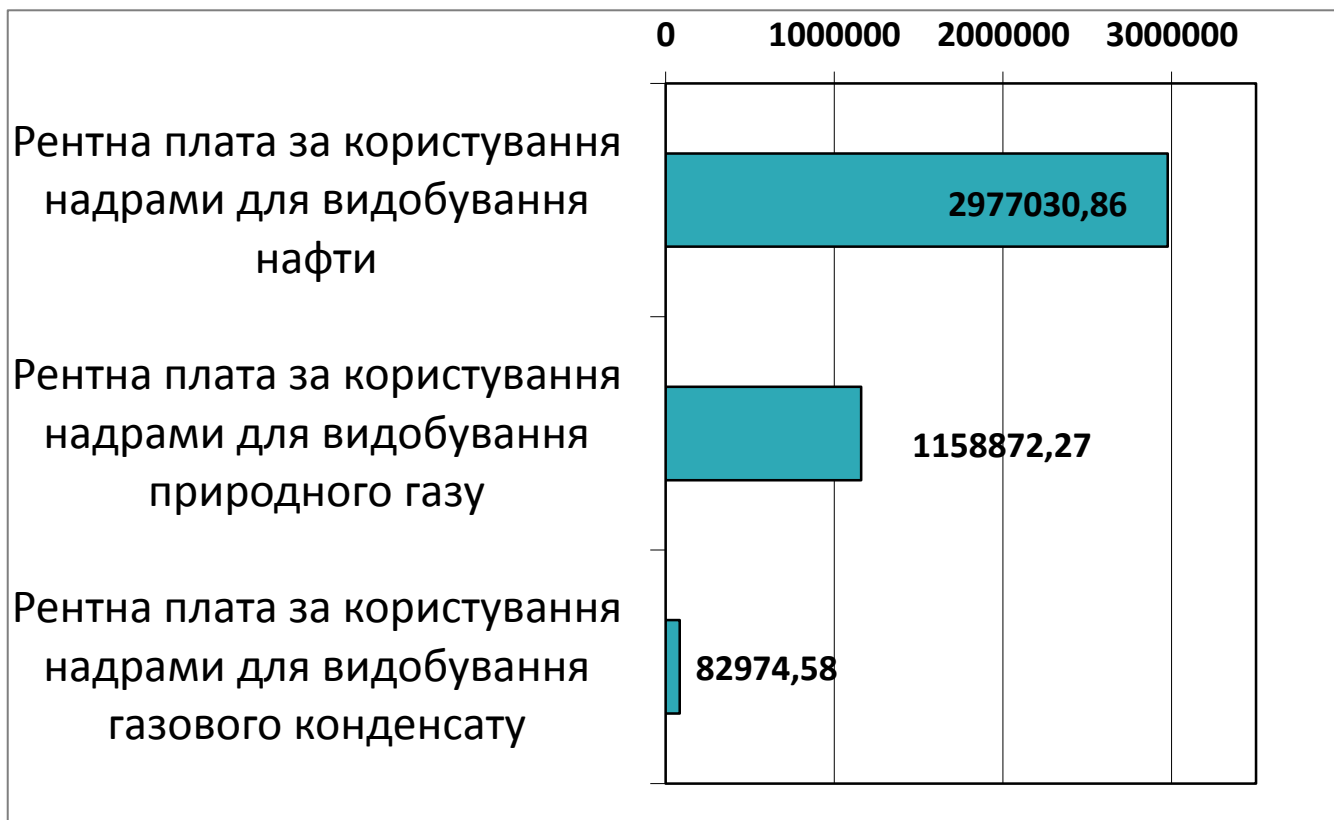 0 1000000 2000000 3000000
Рентна плата за користування
надрами для видобування
нафти
2977030,86
Рентна плата за користування
надрами для видобування
природного газу
1158872,27
Рентна плата за користування
надрами для видобування
газового конденсату
82974,58